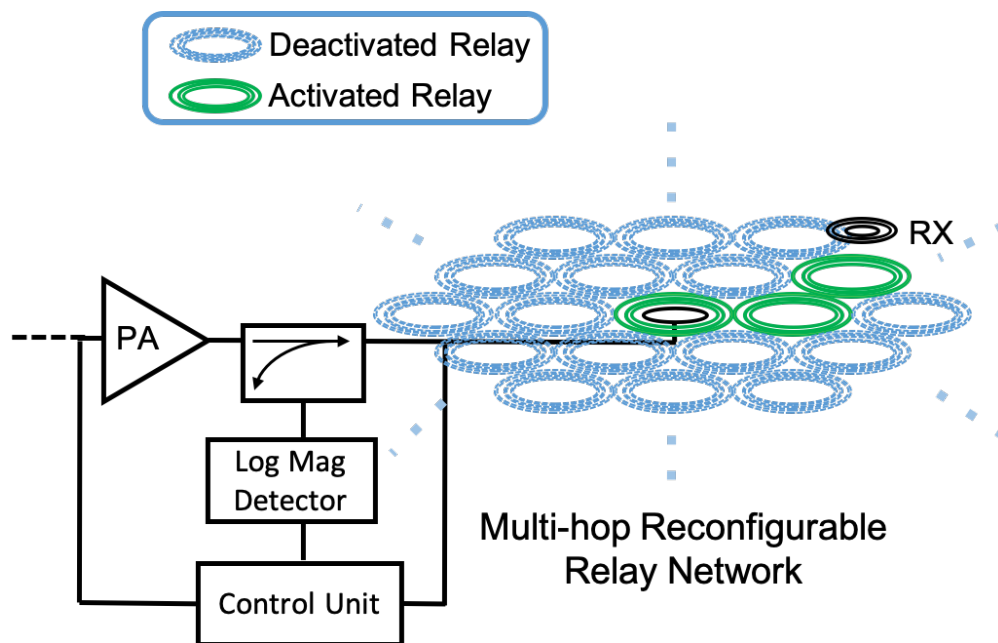 Deactivated Relay
Activated Relay
RX
PA
Log Mag
Detector
Control Unit
Multi-hop Reconfigurable
Relay Network